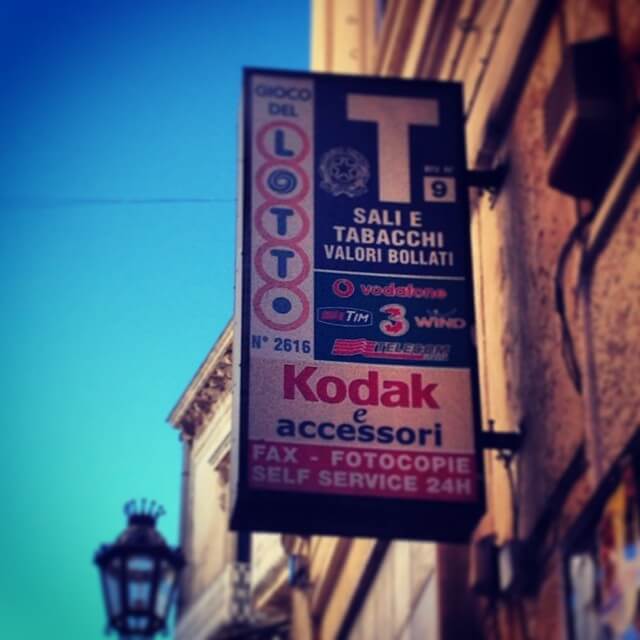 GIOCO
DEL
LOTTO
N° 2616
T
9
SALI E
TABACCHI
VALORI BOLLATI
vodafone
TIM 3 WIND
TELECOM
Kodak
e
accessori
FAX - FOTOCOPIE
SELF SERVICE 24H